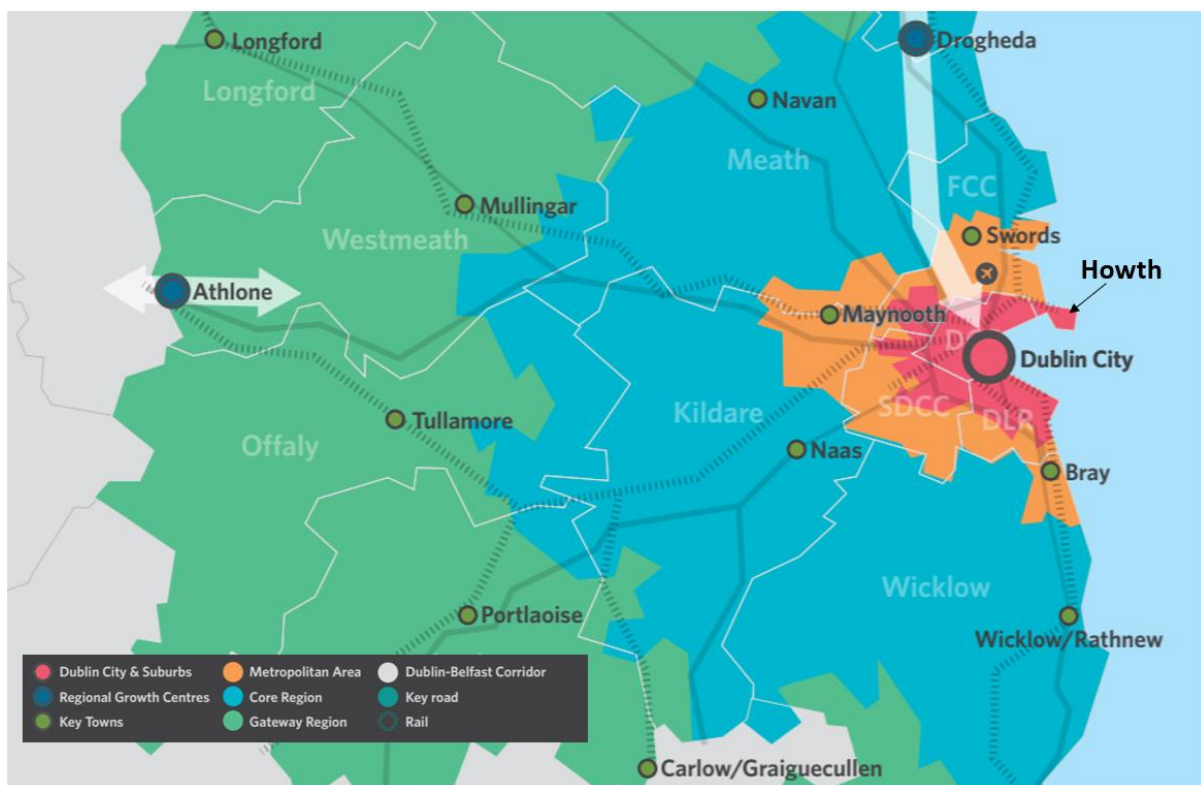 Longford
Drogheda
Longford
Navan
Meath
FCC
Mullingar
Swords
Westmeath
Howth
Athlone
Maynooth
Dublin City
Kildare
SDCC
DLR
Tullamore
Offaly
Naas
Bray
Wicklow
Portlaoise
Wicklow/Rathnew
Dublin City & Suburbs
Metropolitan Area
Dublin-Belfast Corridor
Regional Growth Centres
Core Region
Key road
Key Towns
Gateway Region
Rail
Carlow/Graiguecullen